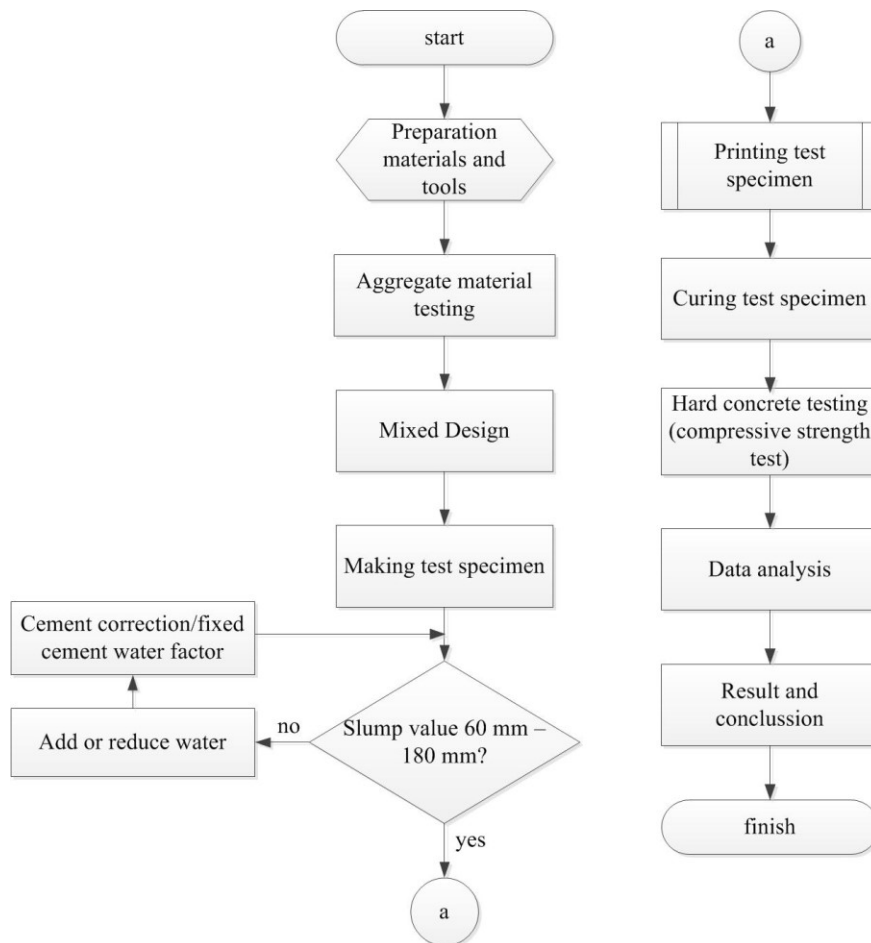 start
Preparation
materials and
tools
Aggregate material
testing
Mixed Design
Making test specimen
Cement correction/fixed
cement water factor
Add or reduce water
no
Slump value 60 mm –
180 mm?
yes
a
a
Printing test
specimen
Curing test specimen
Hard concrete testing
(compressive strength
test)
Data analysis
Result and
conclussion
finish